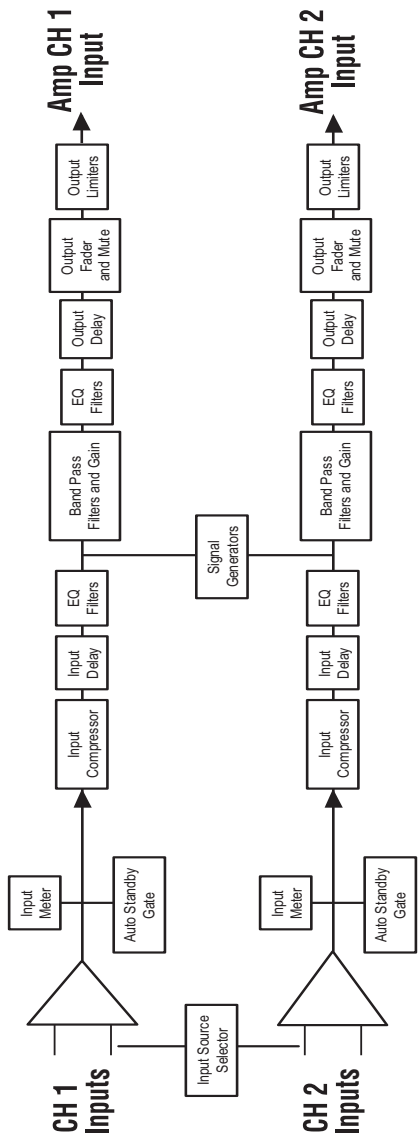 CH 1
Inputs
Input
Meter
Auto Standby
Gate
Input
Compressor
Input
Delay
EQ
Filters
Band Pass
Filters and Gain
EQ
Filters
Output
Delay
Output
Fader
and Mute
Output
Limiters
Amp CH 1
Input
Input Source
Selector
Signal
Generators
CH 2
Inputs
Input
Meter
Auto Standby
Gate
Input
Compressor
Input
Delay
EQ
Filters
Band Pass
Filters and Gain
EQ
Filters
Output
Delay
Output
Fader
and Mute
Output
Limiters
Amp CH 2
Input